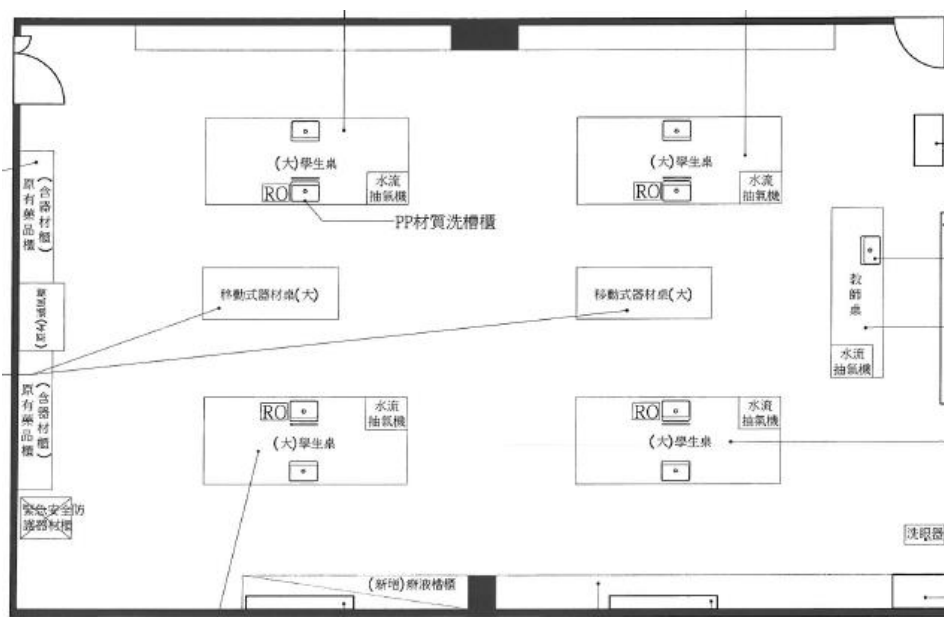 (大)學生桌
水流
抽氣機
RO
PP材質洗槽櫃
(大)學生桌
水流
抽氣機
RO
原有藥品櫃
(含器材櫃)
移動式器材桌(大)
移動式器材桌(大)
教師桌
水流
抽氣機
原有藥品櫃
(含器材櫃)
RO
水流
抽氣機
(大)學生桌
RO
水流
抽氣機
(大)學生桌
緊急安全防
護器材櫃
洗眼器
(新增)廢液槽櫃